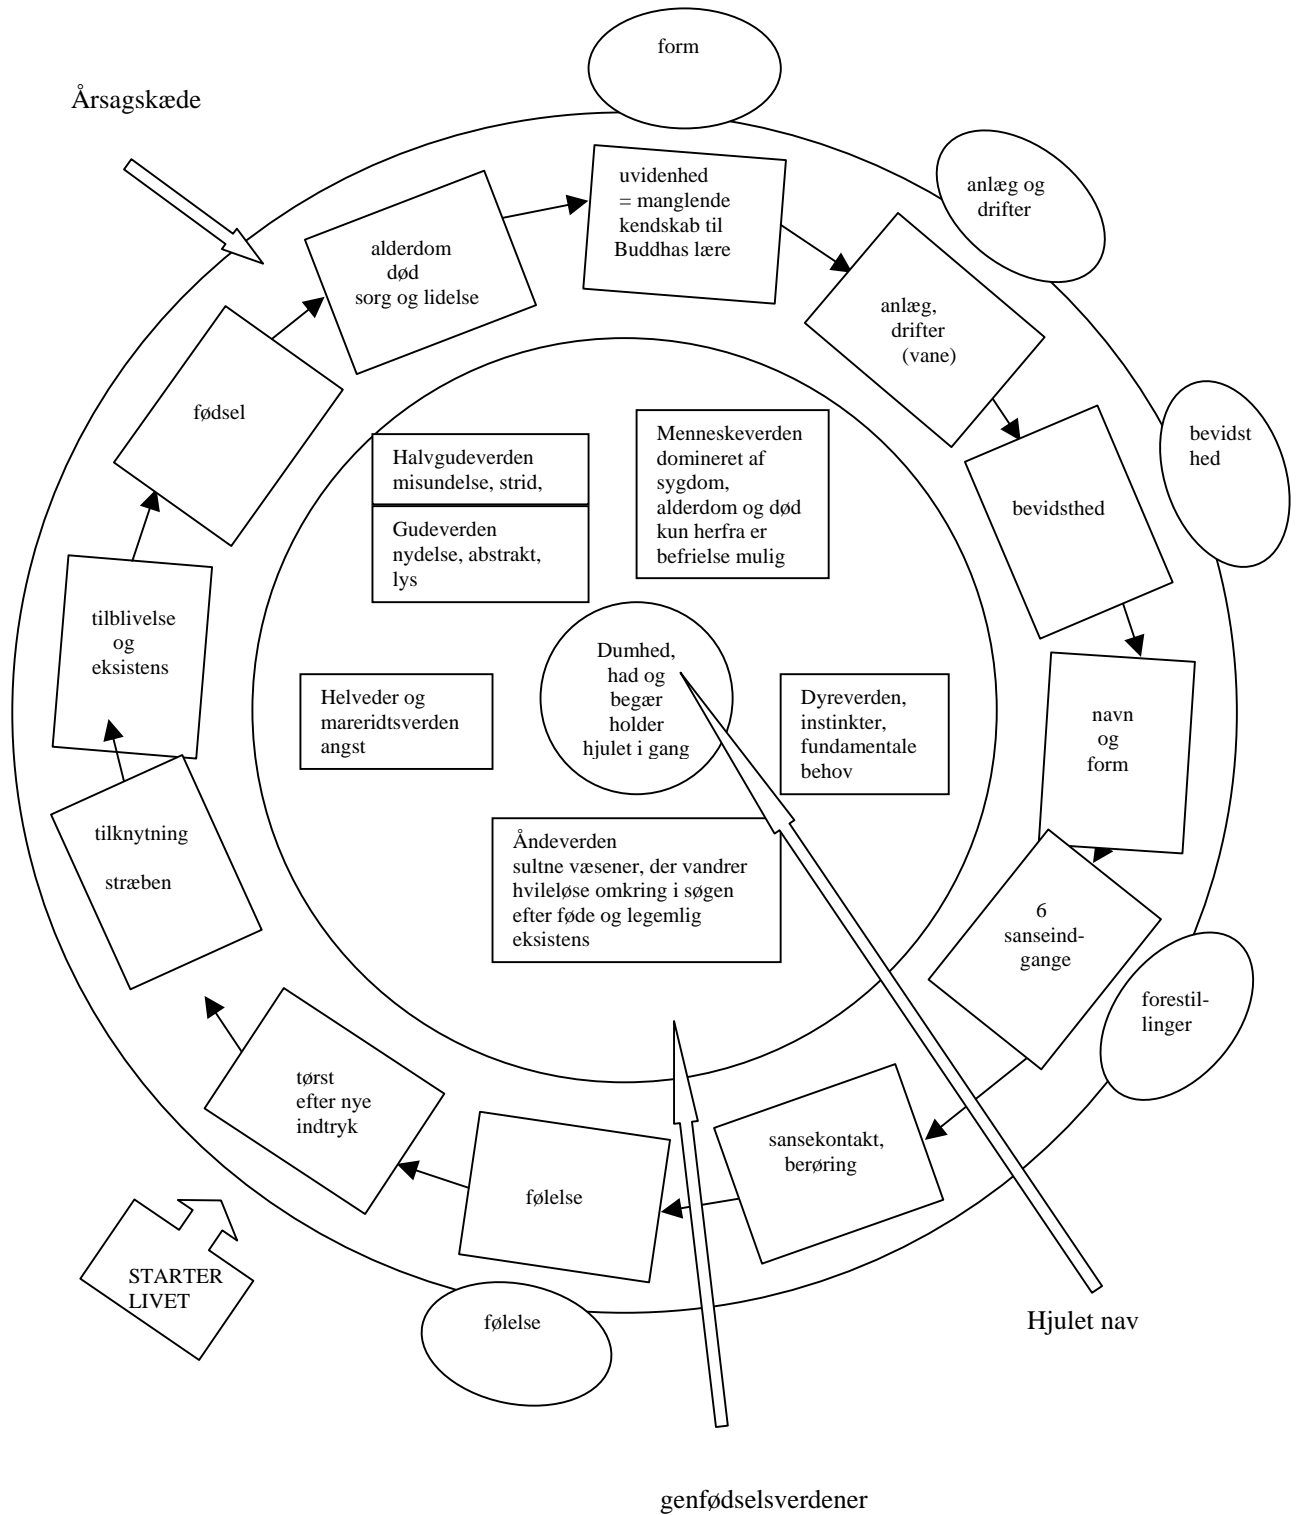 form
Årsagskæde
anlæg og
drifter
uvidenhed
= manglende
kendskab til
Buddhas lære
alderdom
død
sorg og lidelse
anlæg,
drifter
(vane)
fødsel
bevidst
hed
bevidsthed
Halvgudeverden
misundelse, strid,
Gudeverden
nydelse, abstrakt,
lys
Menneskeverden
domineret af
sygdom,
alderdom og død
kun herfra er
befrielse mulig
tilblivelse
og
eksistens
Helveder og
mareridtsverden
angst
Dumhed,
had og
begær
holder
hjulet i gang
Dyreverden,
instinkter,
fundamentale
behov
navn
og
form
tilknytning
stræben
Åndeverden
sultne væsener, der vandrer
hvileløse omkring i søgen
efter føde og legemlig
eksistens
6
sanseind-
gange
forestil-
linger
tørst
efter nye
indtryk
sansekontakt,
berøring
følelse
STARTER
LIVET
følelse
Hjulet nav
genfødselsverdener